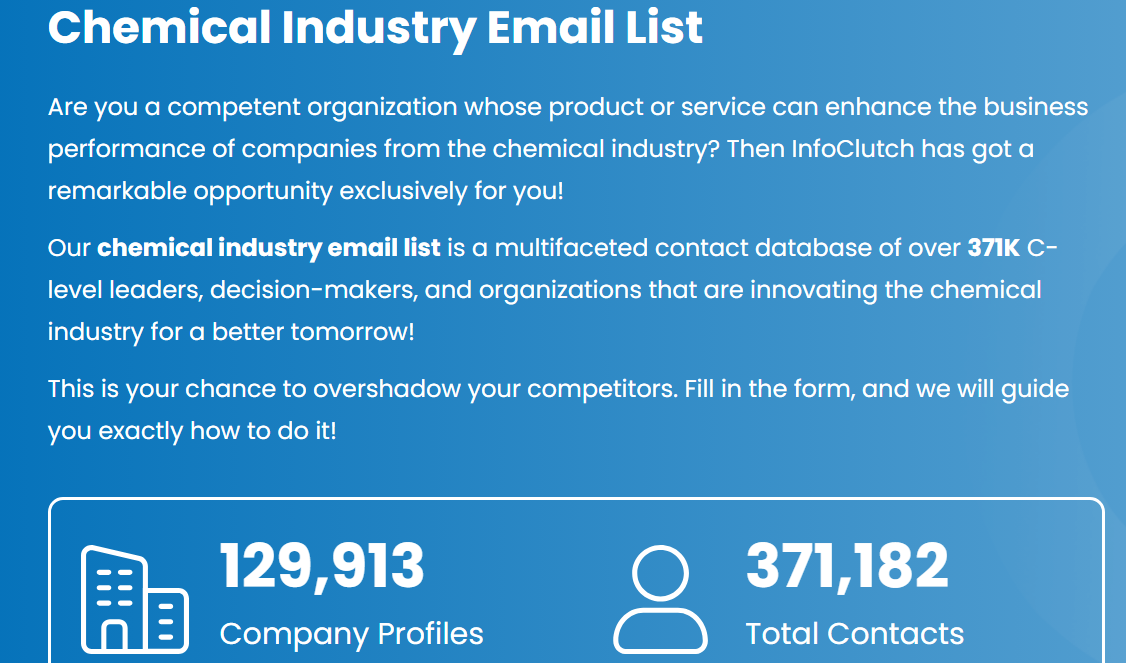 Chemical Industry Email List
Are you a competent organization whose product or service can enhance the business
performance of companies from the chemical industry? Then InfoClutch has got a
remarkable opportunity exclusively for you!
Our chemical industry email list is a multifaceted contact database of over 371K C-
level leaders, decision-makers, and organizations that are innovating the chemical
industry for a better tomorrow!
This is your chance to overshadow your competitors. Fill in the form, and we will guide
you exactly how to do it!
129,913
Company Profiles
371,182
Total Contacts